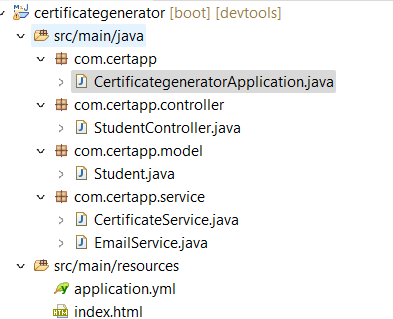 certificategenerator [boot] [devtools]
src/main/java
com.certapp
CertificategeneratorApplication.java
com.certapp.controller
StudentController.java
com.certapp.model
Student.java
com.certapp.service
CertificateService.java
EmailService.java
src/main/resources
application.yml
index.html